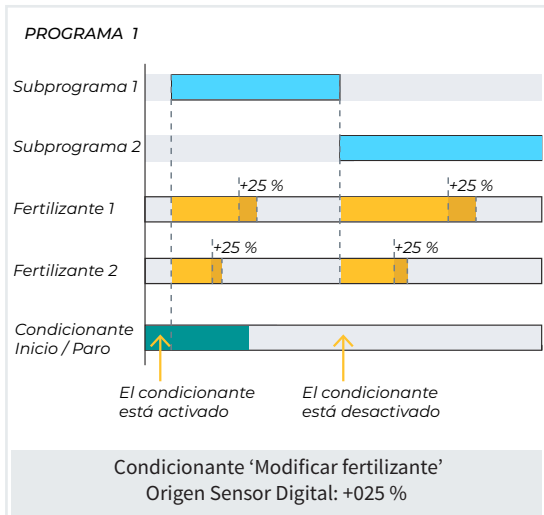 PROGRAMA 1
Subprograma 1
Subprograma 2
+25 %
+25 %
Fertilizante 1
+25 %
+25 %
Fertilizante 2
Condicionante
Inicio / Paro
El condicionante
está activado
El condicionante
está desactivado
Condicionante ‘Modificar fertilizante’
Origen Sensor Digital: +025 %